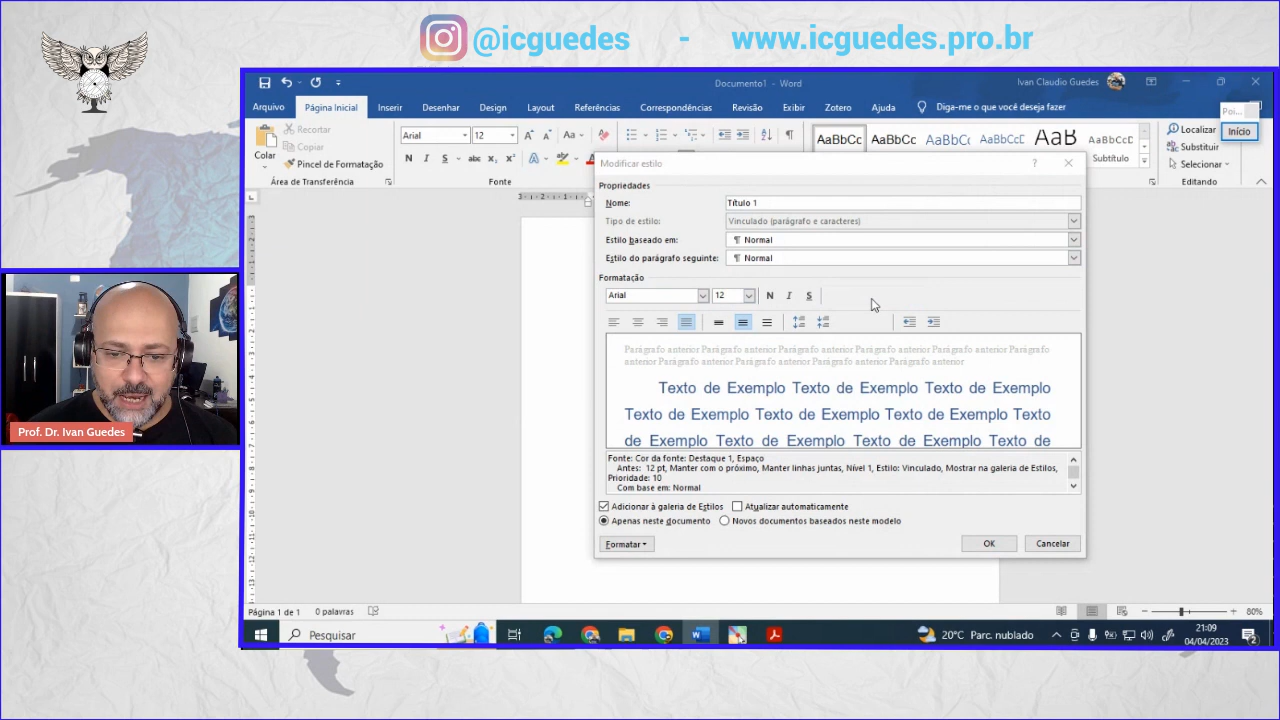 @icguedes - www.icguedes.pro.br
Documento1 - Word
Ivan Claudio Guedes
Arquivo Página Inicial Inserir Desenhar Design Layout Referências Correspondências Revisão Exibir Zotero Ajuda Diga-me o que você deseja fazer
Poi...
Início
Colar
Recortar
Copiar
Pincel de Formatação
Área de Transferência
Arial 12
Fonte
AaBbCc AaBbCc AaBbCc AaBbCcD AaB AaBbCcD
Subtítulo
Localizar
Substituir
Selecionar
Editando
Modificar estilo
Propriedades
Nome: Título 1
Tipo de estilo: Vinculado (parágrafo e caracteres)
Estilo baseado em: ¶ Normal
Estilo do parágrafo seguinte: ¶ Normal
Formatação
Arial 12 N I S
Parágrafo anterior Parágrafo anterior Parágrafo anterior Parágrafo anterior Parágrafo anterior Parágrafo
anterior Parágrafo anterior Parágrafo anterior Parágrafo anterior Parágrafo anterior
Texto de Exemplo Texto de Exemplo Texto de Exemplo
Texto de Exemplo Texto de Exemplo Texto de Exemplo Texto
de Exemplo Texto de Exemplo Texto de Exemplo Texto de
Fonte: Cor da fonte: Destaque 1, Espaço
Antes: 12 pt, Manter com o próximo, Manter linhas juntas, Nível 1, Estilo: Vinculado, Mostrar na galeria de Estilos,
Prioridade: 10
Com base em: Normal
Adicionar à galeria de Estilos Atualizar automaticamente
Apenas neste documento Novos documentos baseados neste modelo
Formatar OK Cancelar
Prof. Dr. Ivan Guedes
Página 1 de 1 0 palavras 80%
Pesquisar
20°C Parc. nublado
21:09
04/04/2023
2